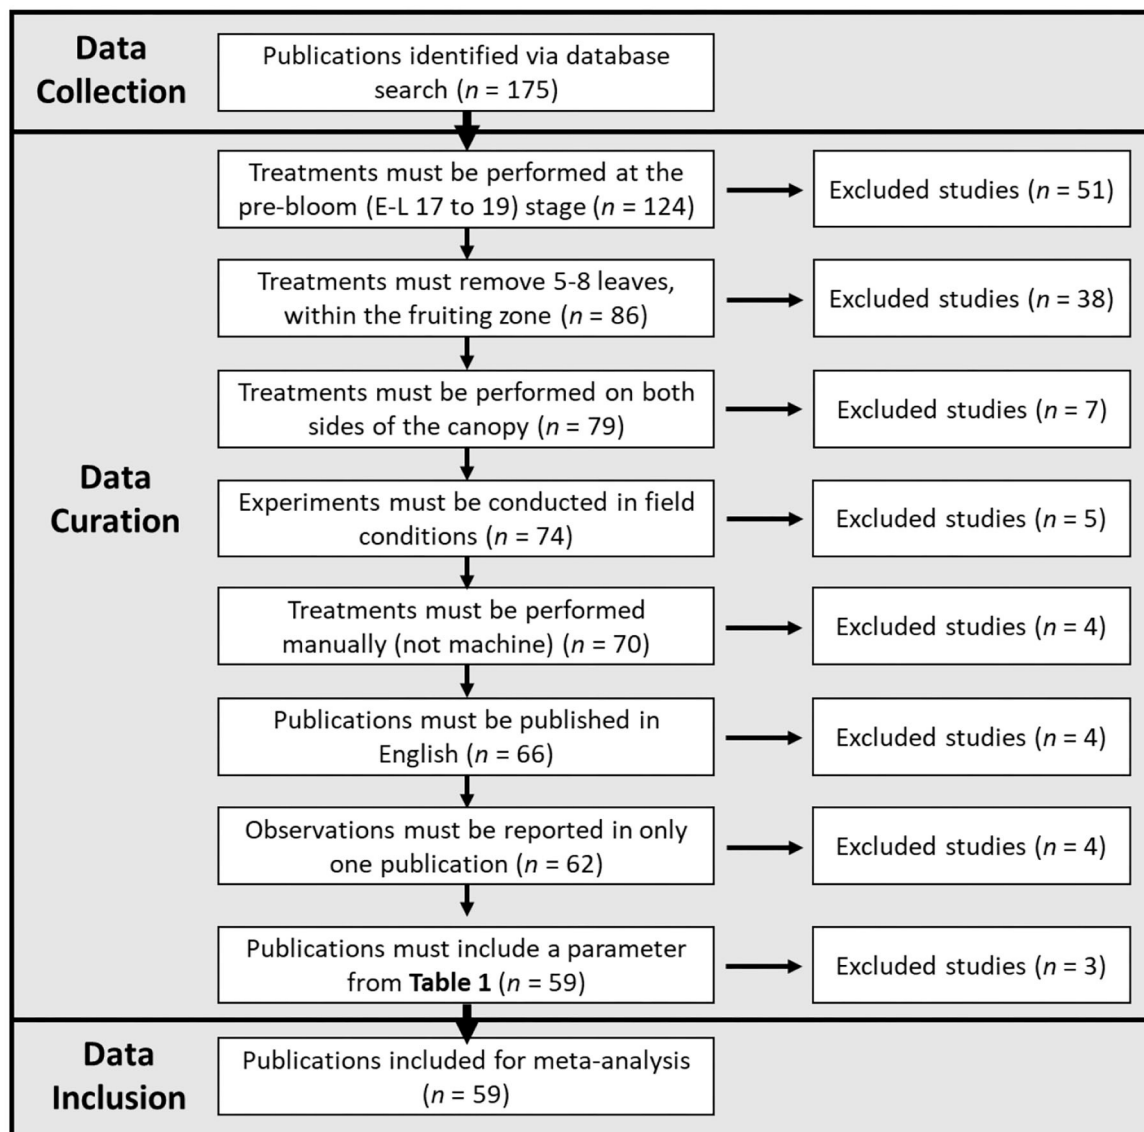 Data
Collection
Publications identified via database
search (n = 175)
Data
Curation
Treatments must be performed at the
pre-bloom (E-L 17 to 19) stage (n = 124)
Excluded studies (n = 51)
Treatments must remove 5-8 leaves,
within the fruiting zone (n = 86)
Excluded studies (n = 38)
Treatments must be performed on both
sides of the canopy (n = 79)
Excluded studies (n = 7)
Experiments must be conducted in field
conditions (n = 74)
Excluded studies (n = 5)
Treatments must be performed
manually (not machine) (n = 70)
Excluded studies (n = 4)
Publications must be published in
English (n = 66)
Excluded studies (n = 4)
Observations must be reported in only
one publication (n = 62)
Excluded studies (n = 4)
Publications must include a parameter
from Table 1 (n = 59)
Excluded studies (n = 3)
Data
Inclusion
Publications included for meta-analysis
(n = 59)